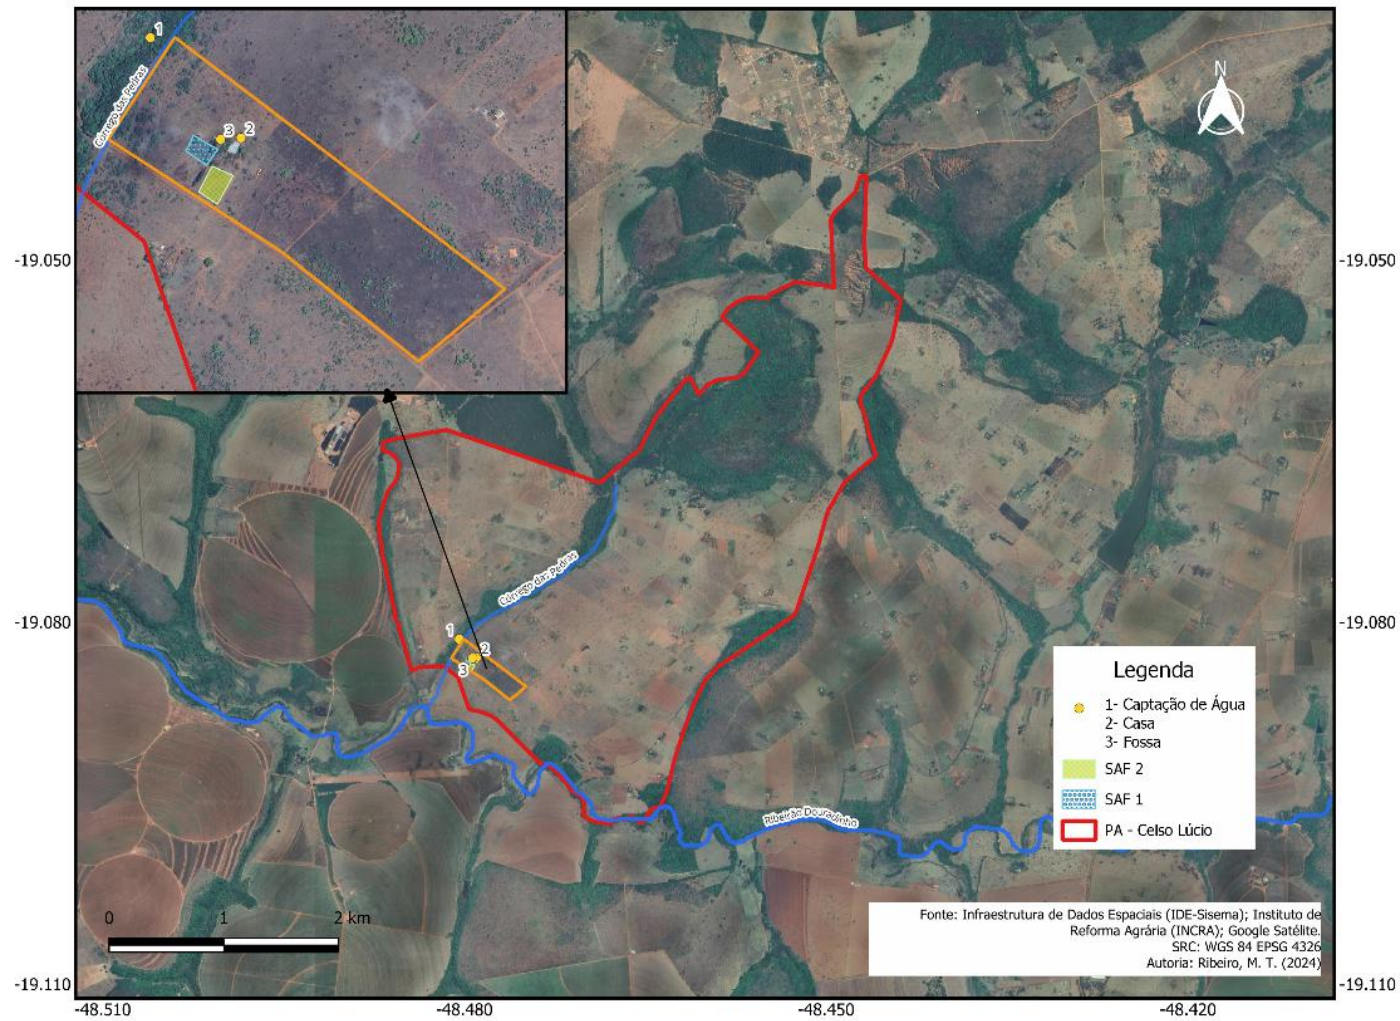 1
Córrego das Pedras
3
2
N
-19.050
-19.050
Córrego das Pedras
1
2
3
-19.080
-19.080
Legenda
1- Captação de Água
2- Casa
3- Fossa
SAF 2
SAF 1
PA - Celso Lúcio
Ribeirão Douradinho
0 1 2 km
Fonte: Infraestrutura de Dados Espaciais (IDE-Sisema); Instituto de
Reforma Agrária (INCRA); Google Satélite.
SRC: WGS 84 EPSG 4326
Autoria: Ribeiro, M. T. (2024)
-19.110
-19.110
-48.510
-48.480
-48.450
-48.420